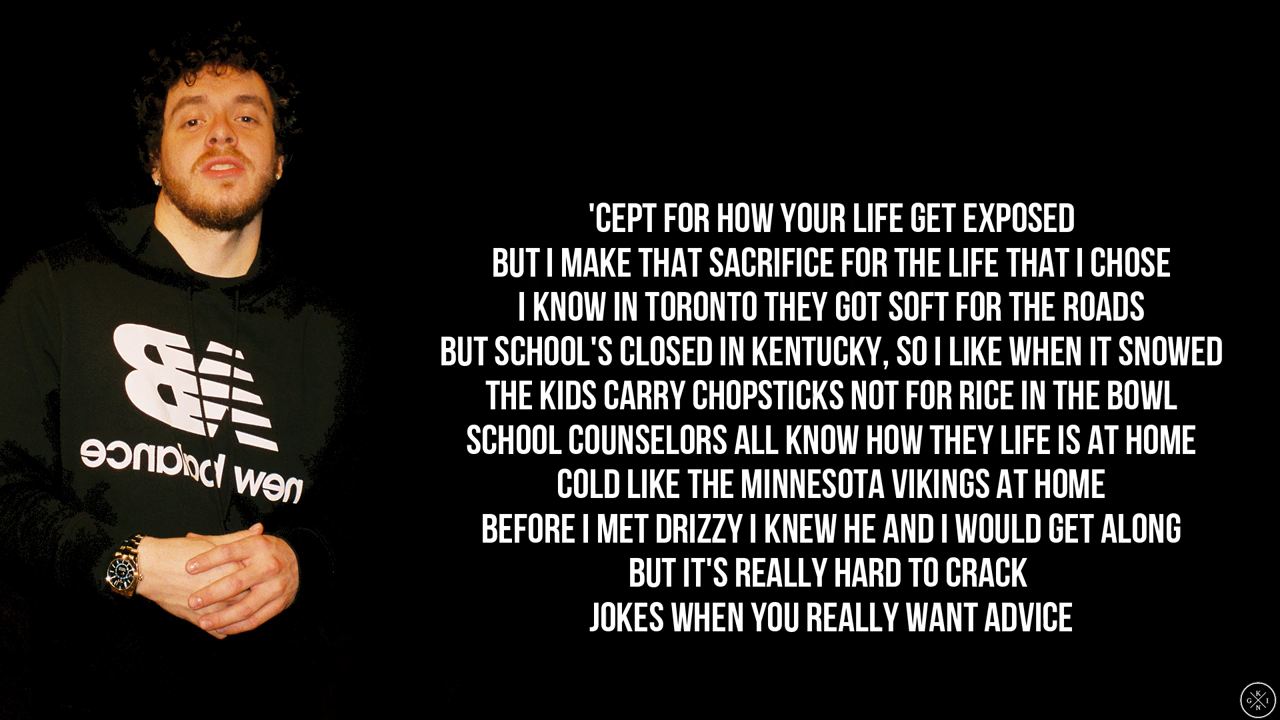 'CEPT FOR HOW YOUR LIFE GET EXPOSED
BUT I MAKE THAT SACRIFICE FOR THE LIFE THAT I CHOSE
I KNOW IN TORONTO THEY GOT SOFT FOR THE ROADS
BUT SCHOOL'S CLOSED IN KENTUCKY, SO I LIKE WHEN IT SNOWED
THE KIDS CARRY CHOPSTICKS NOT FOR RICE IN THE BOWL
SCHOOL COUNSELORS ALL KNOW HOW THEY LIFE IS AT HOME
COLD LIKE THE MINNESOTA VIKINGS AT HOME
BEFORE I MET DRIZZY I KNEW HE AND I WOULD GET ALONG
BUT IT'S REALLY HARD TO CRACK
JOKES WHEN YOU REALLY WANT ADVICE
new balance
K
G I
N